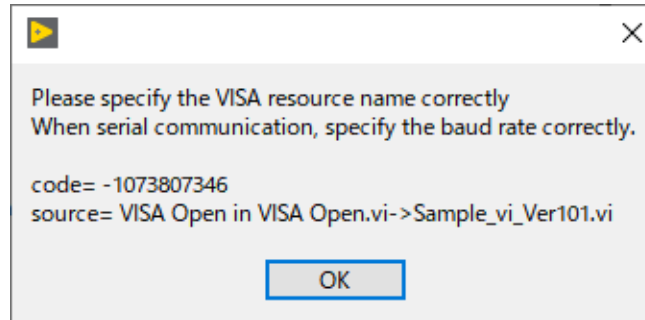 Please specify the VISA resource name correctly
When serial communication, specify the baud rate correctly.
code= -1073807346
source= VISA Open in VISA Open.vi->Sample_vi_Ver101.vi
OK